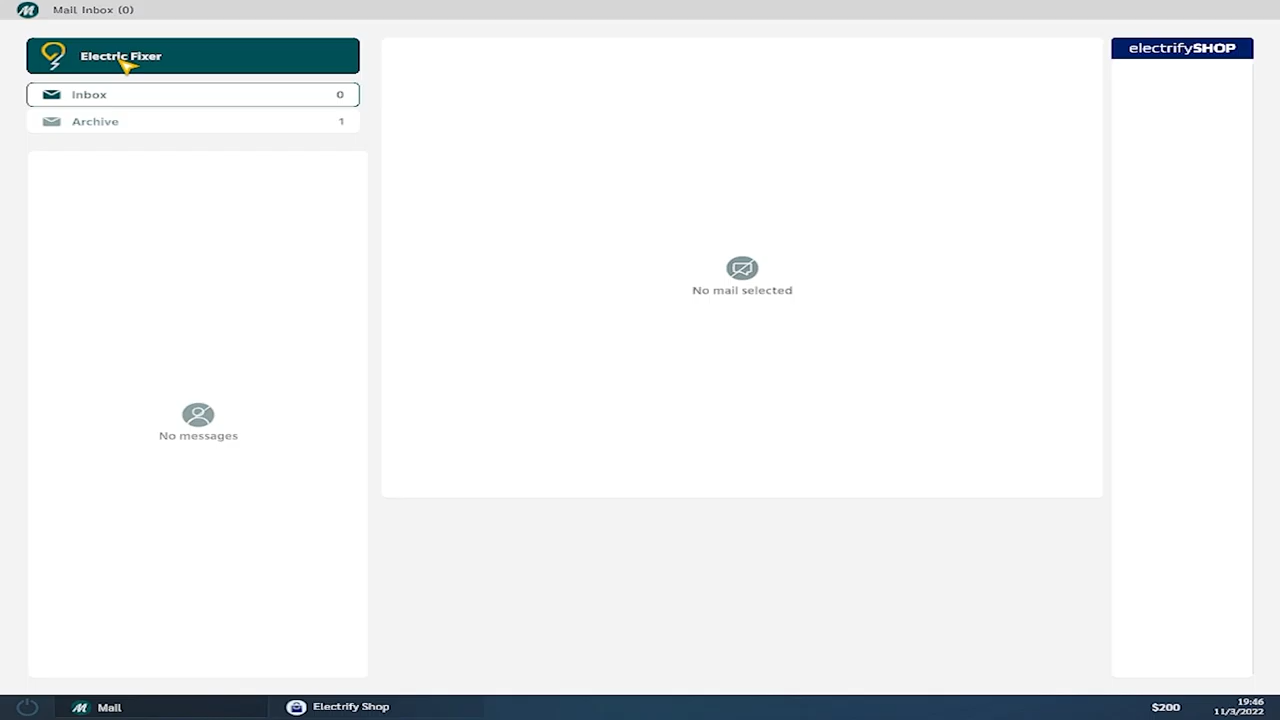 Mail Inbox (0)
Electric Fixer
Inbox 0
Archive 1
No messages
No mail selected
electrifySHOP
Mail
Electrify Shop
$200
19:46
11/3/2022